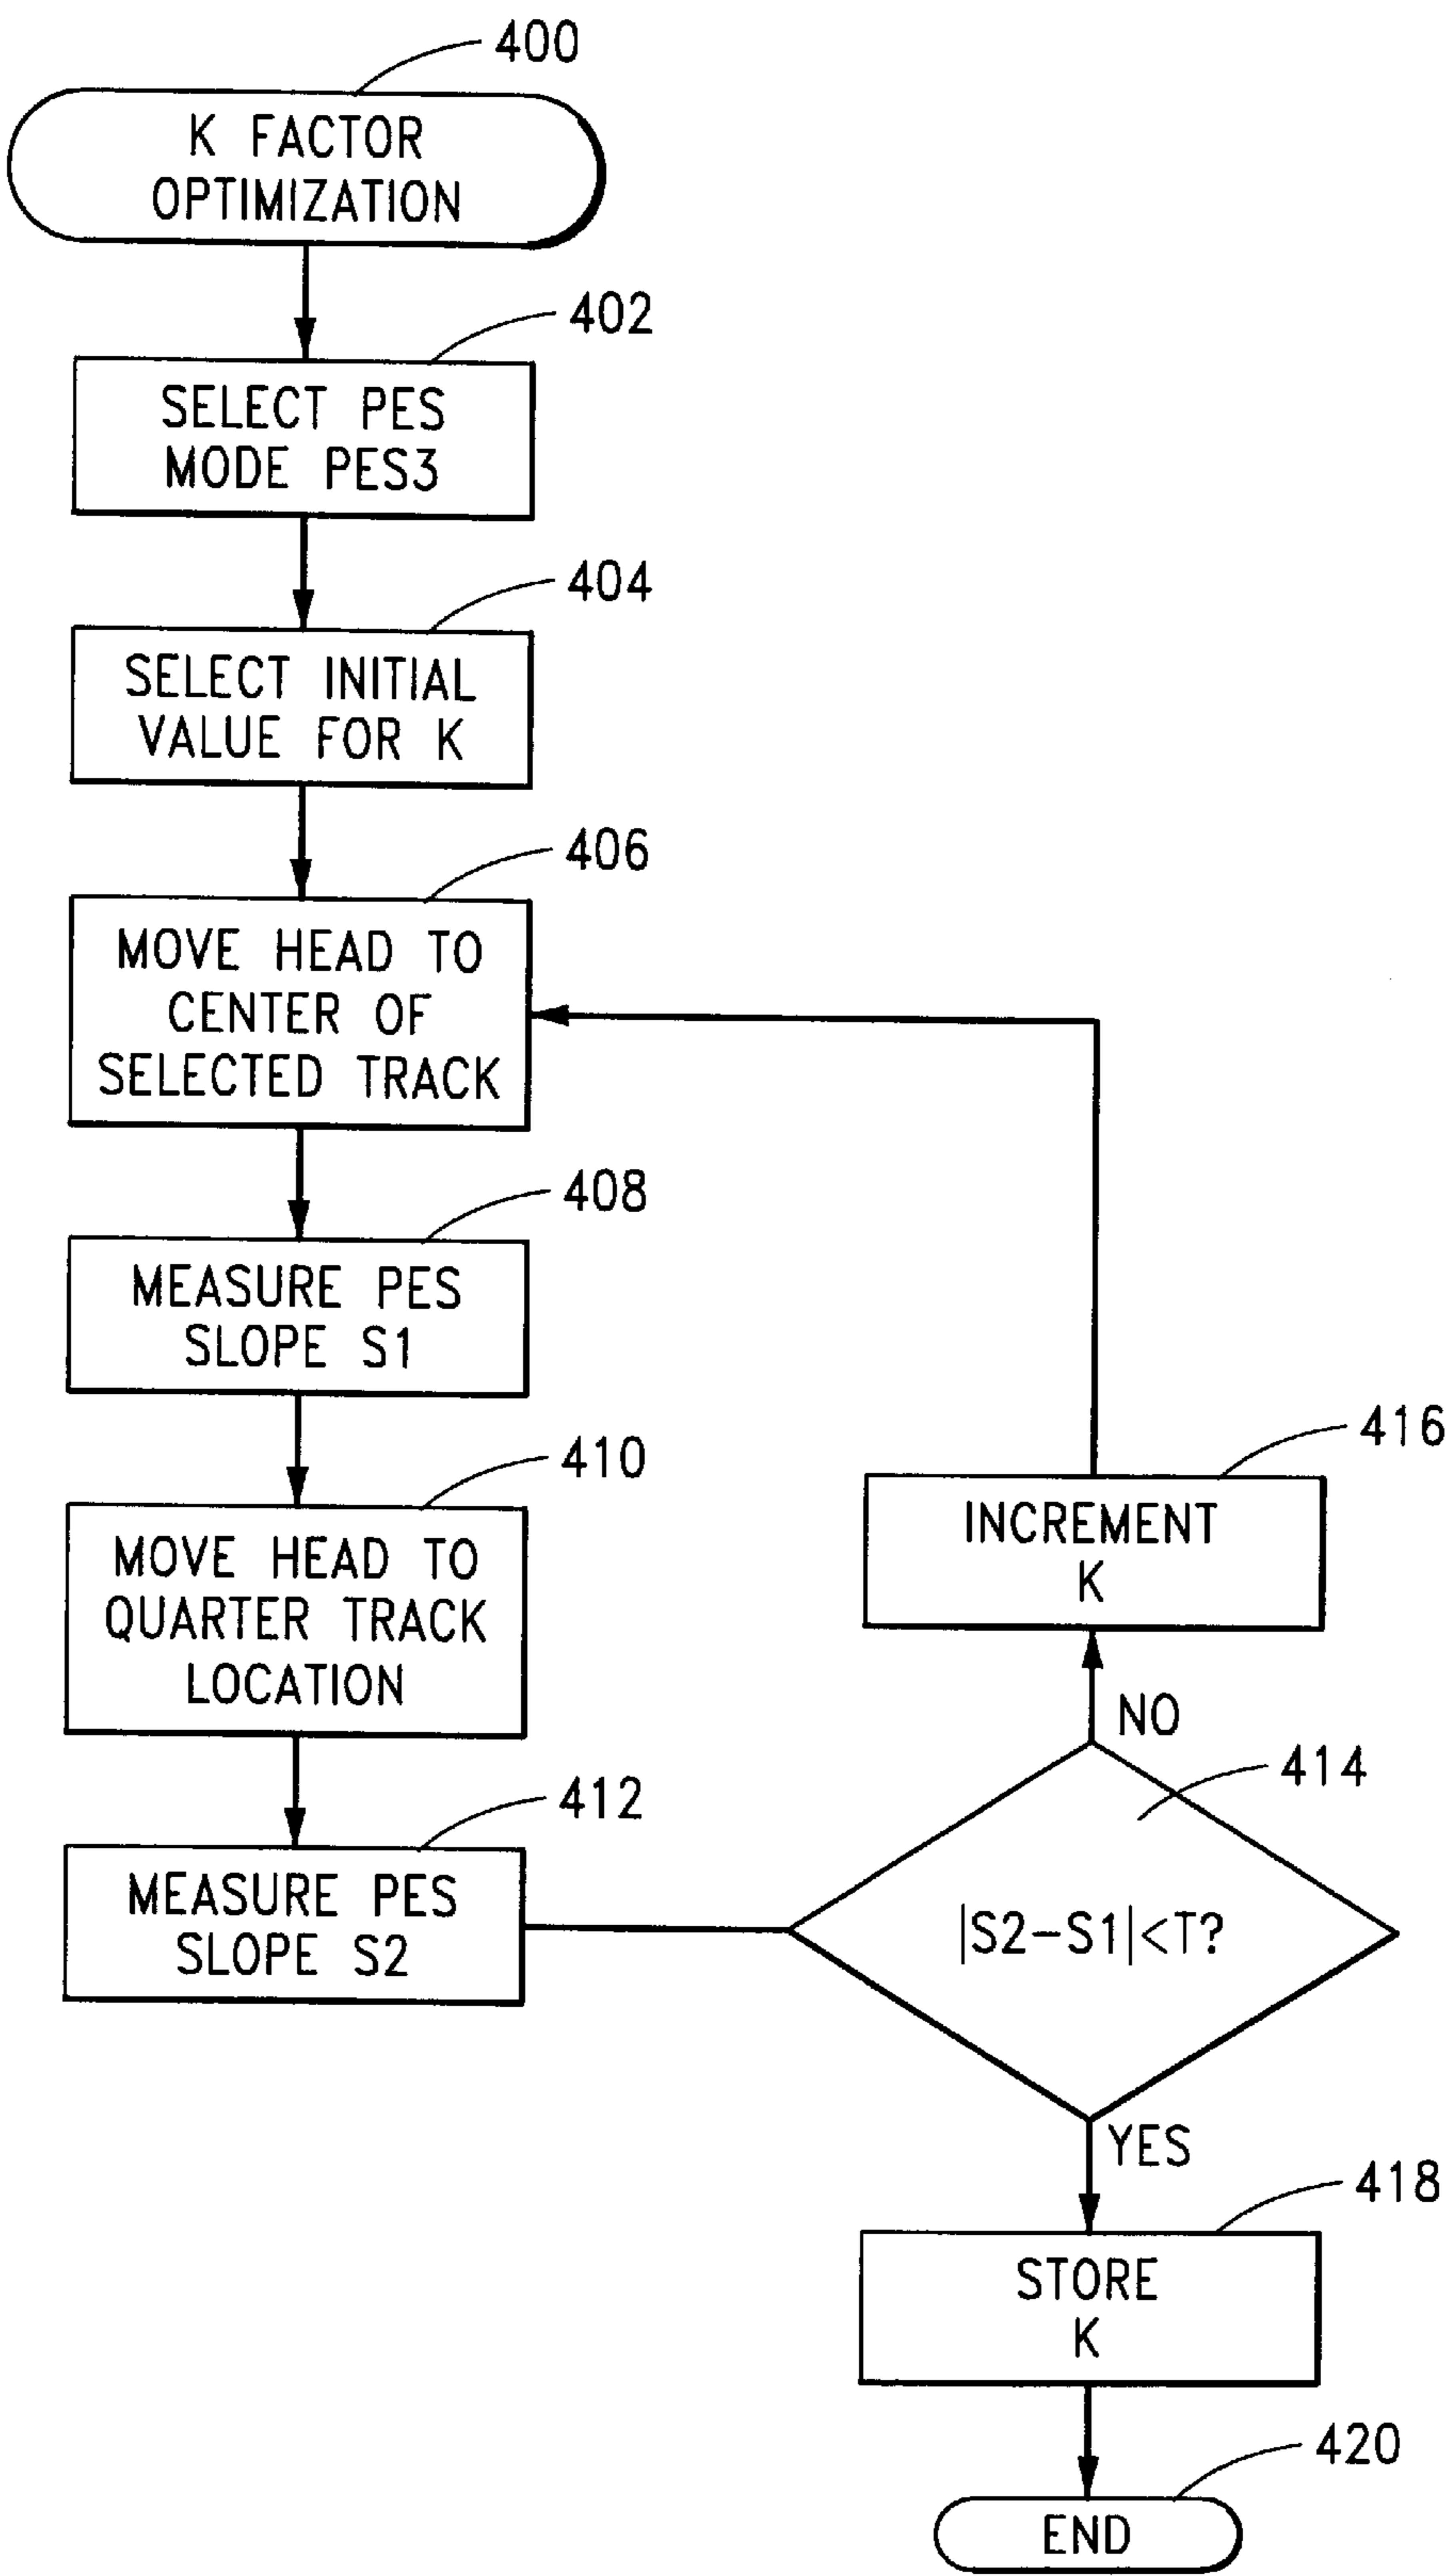 400
K FACTOR
OPTIMIZATION
402
SELECT PES
MODE PES3
404
SELECT INITIAL
VALUE FOR K
406
MOVE HEAD TO
CENTER OF
SELECTED TRACK
408
MEASURE PES
SLOPE S1
410
MOVE HEAD TO
QUARTER TRACK
LOCATION
412
MEASURE PES
SLOPE S2
414
|S2-S1|<T?
NO
416
INCREMENT
K
YES
418
STORE
K
420
END